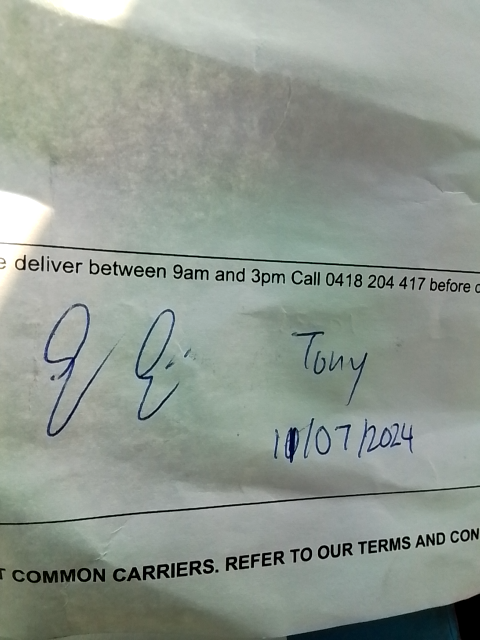 e deliver between 9am and 3pm Call 0418 204 417 before
Tony
/07/2024
T COMMON CARRIERS. REFER TO OUR TERMS AND CON